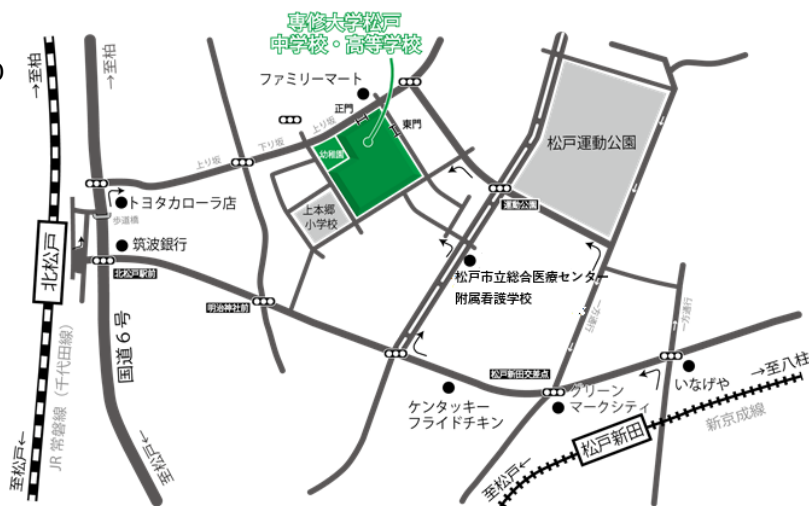 専修大学松戸
中学校・高等学校
ファミリーマート
正門
東門
上り坂
下り坂
上り坂
幼稚園
上本郷
小学校
松戸運動公園
運動公園
→至柏
→至柏
トヨタカローラ店
歩道橋
筑波銀行
北松戸
北松戸駅前
明治神社前
国道6号
JR常磐線（千代田線）
至松戸←
至松戸←
松戸市立総合医療センター
附属看護学校
一方通行
松戸新田交差点
グリーン
マークシティ
いなげや
ケンタッキー
フライドチキン
→至八柱
新京成線
松戸新田
至松戸←